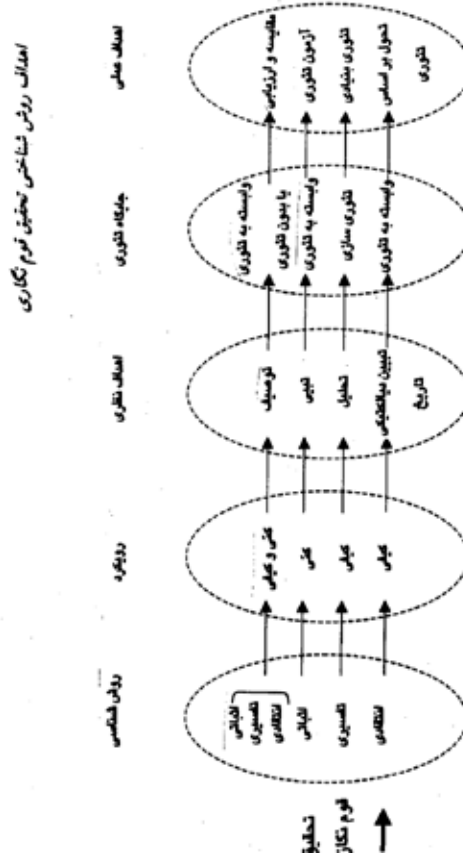 اهداف روش شناختی تحقیق قوم نگاری
روش شناسی
رویکرد
اهداف نظری
جایگاه تئوری
اهداف عملی
تحقیق
قوم نگار
اثباتی
تفسیری
انتقادی
اثباتی
تفسیری
انتقادی
کمی و کیفی
کمی
کیفی
کیفی
توصیف
تبیین
تحلیل
تبیین دیالکتیکی
تاریخ
وابسته به تئوری
یا بدون تئوری
وابسته به تئوری
تئوری سازی
وابسته به تئوری
مقایسه و ارزیابی
آزمون تئوری
تئوری بنیادی
تحول بر اساس
تئوری